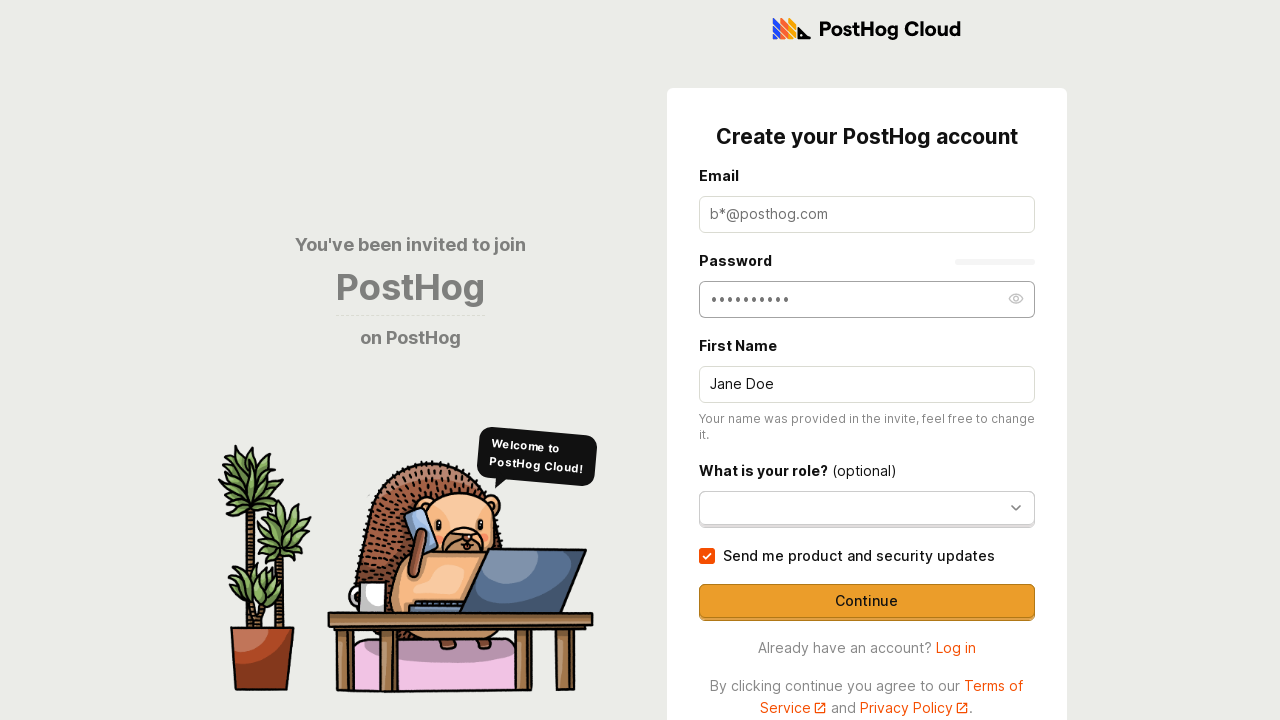 PostHog Cloud
You've been invited to join
PostHog
on PostHog
Welcome to
PostHog Cloud!
Create your PostHog account
Email
b*@posthog.com
Password
••••••••••
First Name
Jane Doe
Your name was provided in the invite, feel free to change
it.
What is your role? (optional)
Send me product and security updates
Continue
Already have an account? Log in
By clicking continue you agree to our Terms of
Service and Privacy Policy.